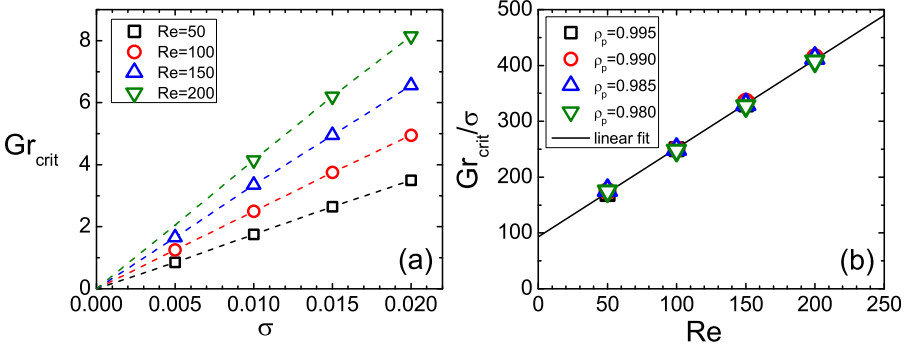 Re=50
Re=100
Re=150
Re=200
Gr_crit
8
6
4
2
0
0.000 0.005 0.010 0.015 0.020
σ
(a)
ρ_p=0.995
ρ_p=0.990
ρ_p=0.985
ρ_p=0.980
linear fit
Gr_crit/σ
500
400
300
200
100
0
0 50 100 150 200 250
Re
(b)